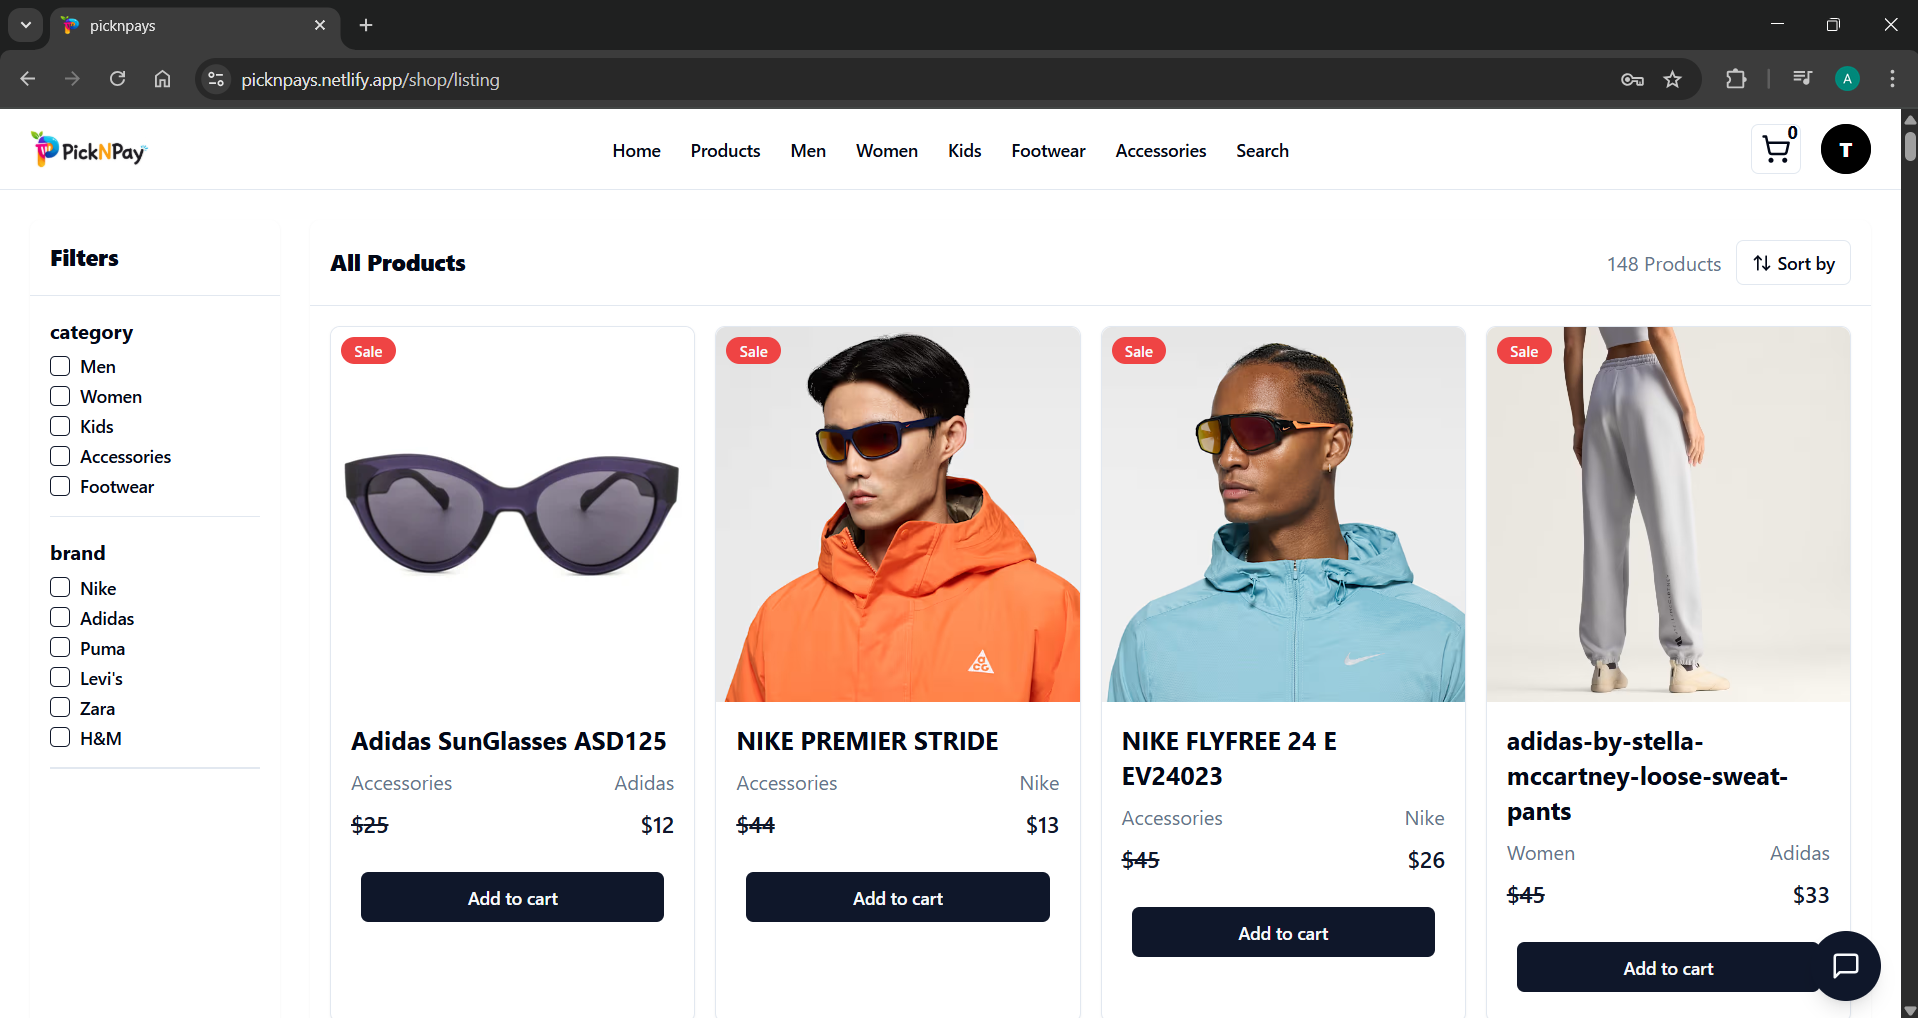 picknpays
picknpays.netlify.app/shop/listing
A
PickNPay
Home Products Men Women Kids Footwear Accessories Search
0
T
Filters
category
Men
Women
Kids
Accessories
Footwear
brand
Nike
Adidas
Puma
Levi's
Zara
H&M
All Products
148 Products
Sort by
Sale
Adidas SunGlasses ASD125
Accessories Adidas
$25 $12
Add to cart
Sale
ACG
NIKE PREMIER STRIDE
Accessories Nike
$44 $13
Add to cart
Sale
NIKE FLYFREE 24 E
EV24023
Accessories Nike
$45 $26
Add to cart
Sale
adidas-by-stella-
mccartney-loose-sweat-
pants
Women Adidas
$45 $33
Add to cart